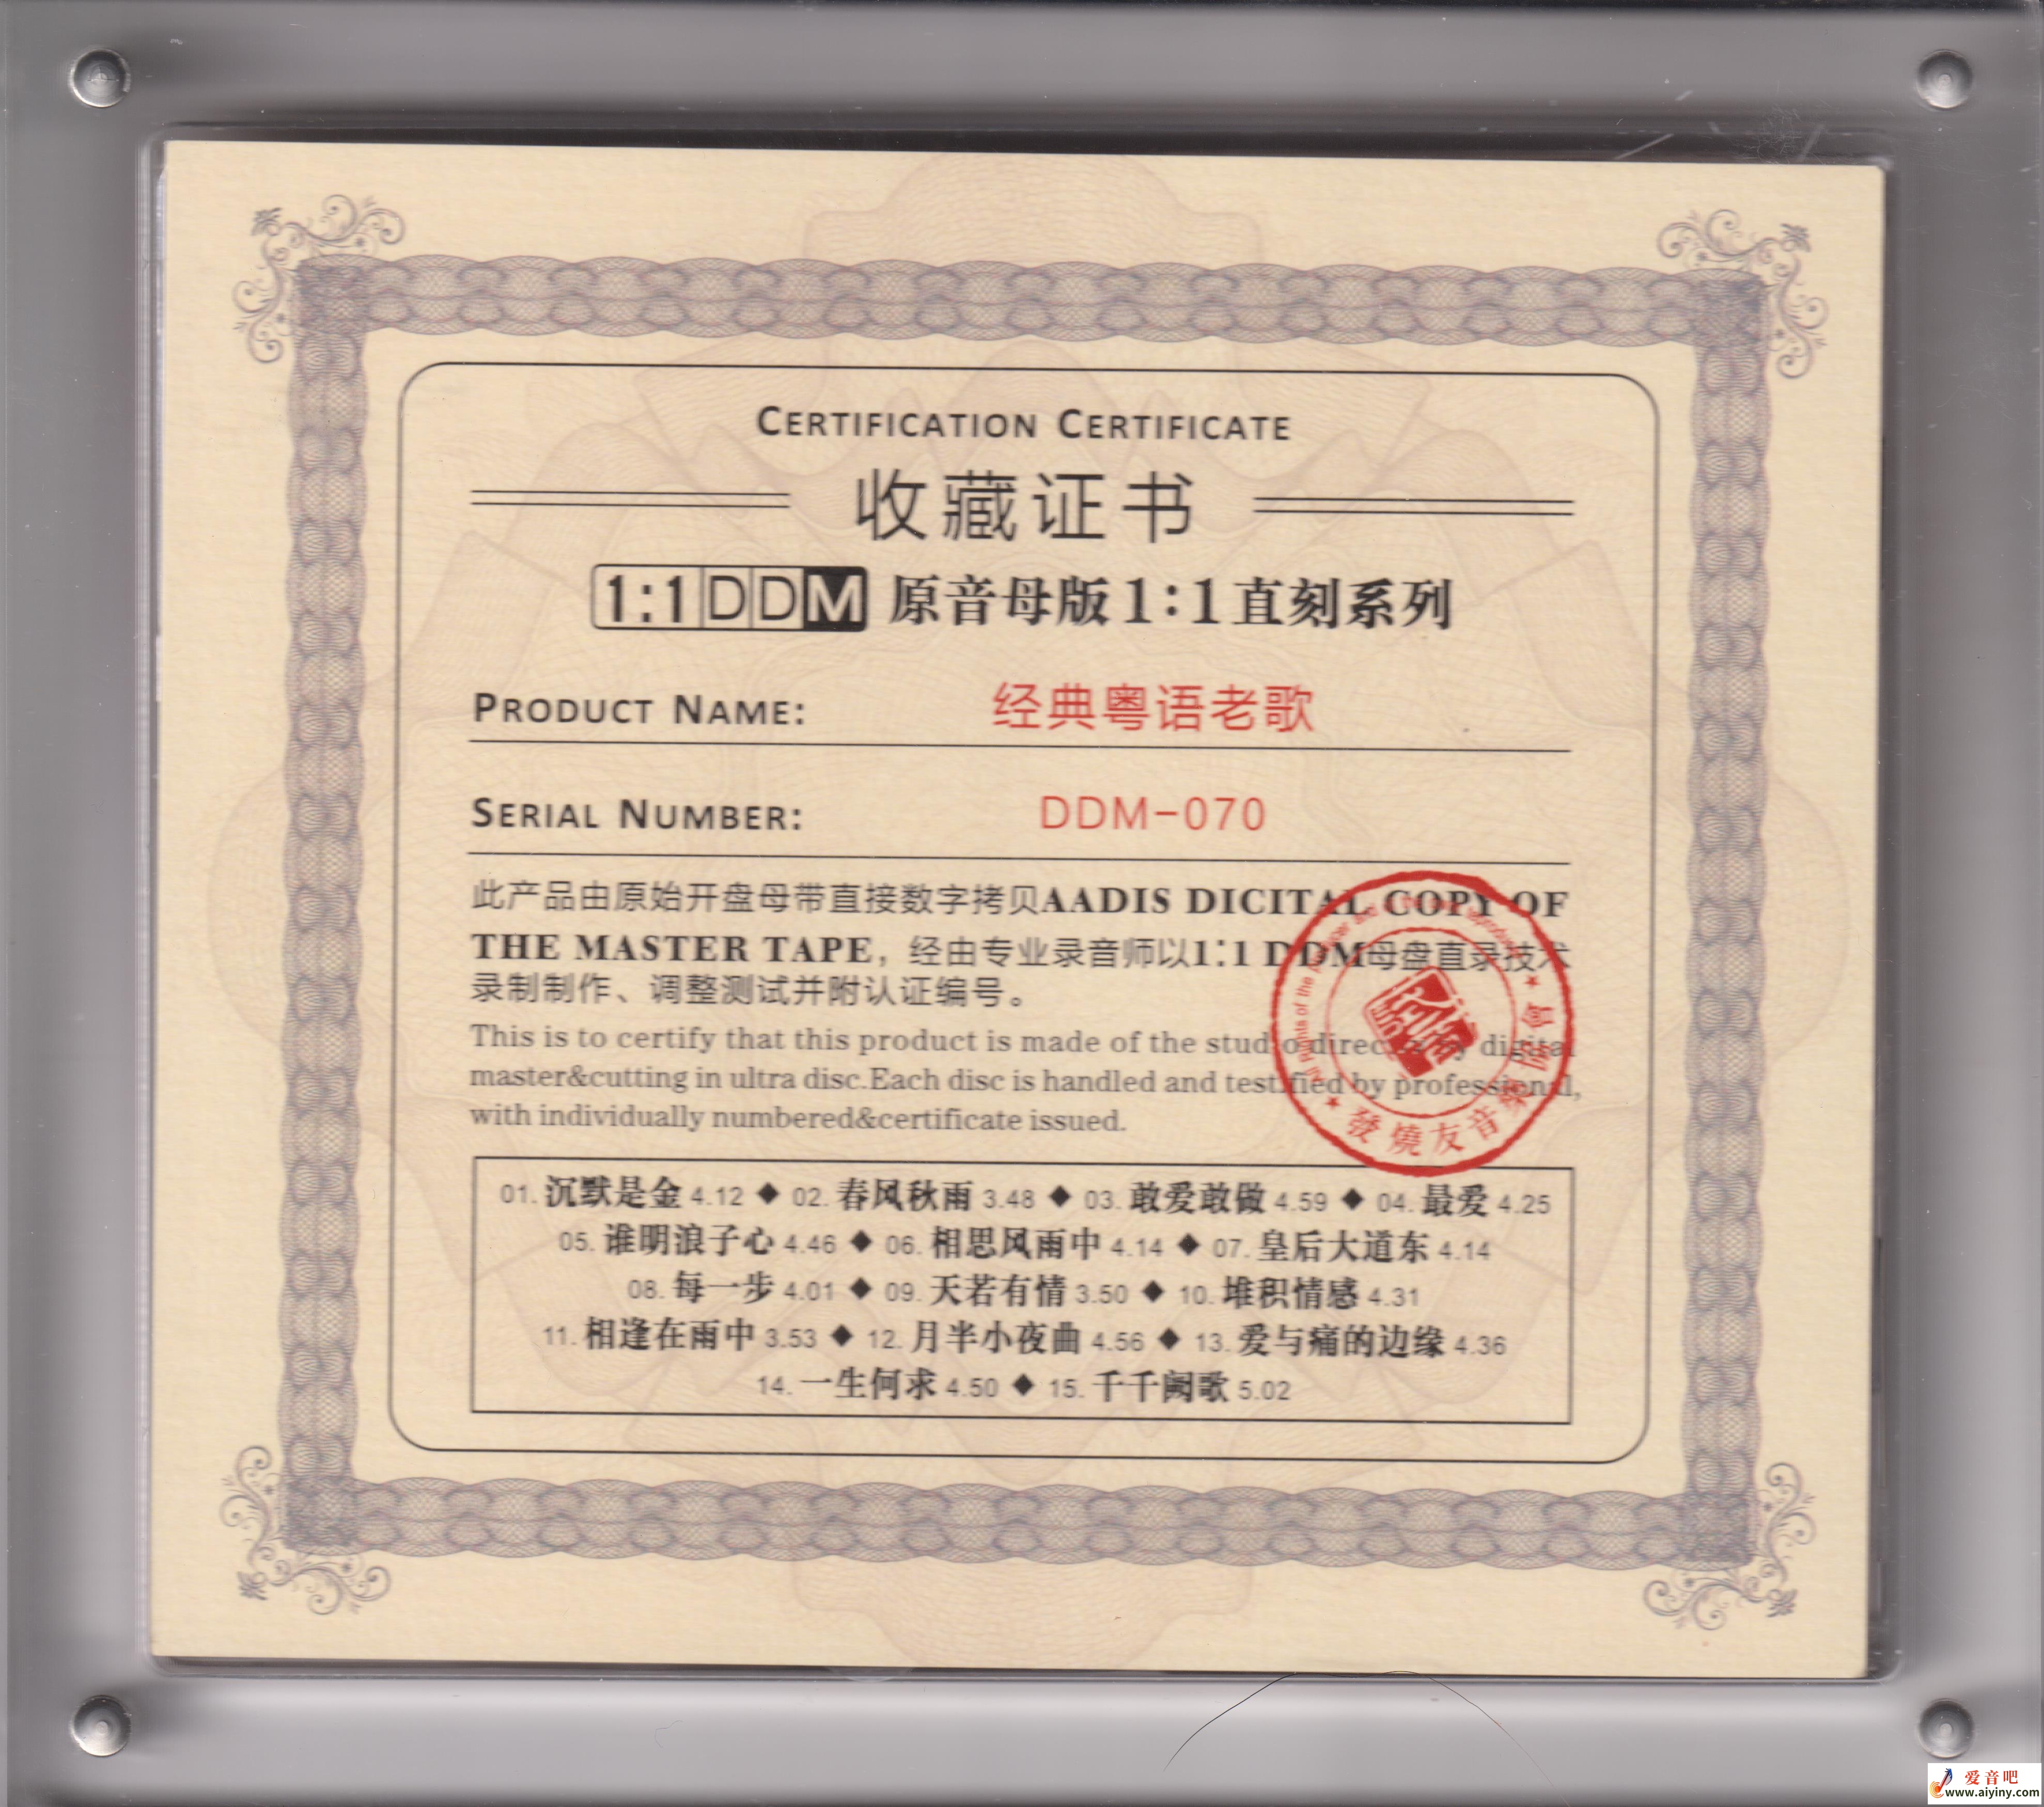 CERTIFICATION CERTIFICATE
收藏证书
1:1DDM 原音母版1:1直刻系列
PRODUCT NAME: 经典粤语老歌
SERIAL NUMBER: DDM-070
此产品由原始开盘母带直接数字拷贝AADIS DICITAL COPY OF
THE MASTER TAPE，经由专业录音师以1:1 DDM母盘直录技术
录制制作、调整测试并附认证编号。
This is to certify that this product is made of the studio directly digital
master&cutting in ultra disc.Each disc is handled and testified by professional,
with individually numbered&certificate issued.
發燒友音樂
01. 沉默是金 4.12 ◆ 02. 春风秋雨 3.48 ◆ 03. 敢爱敢做 4.59 ◆ 04. 最爱 4.25
05. 谁明浪子心 4.46 ◆ 06. 相思风雨中 4.14 ◆ 07. 皇后大道东 4.14
08. 每一步 4.01 ◆ 09. 天若有情 3.50 ◆ 10. 堆积情感 4.31
11. 相逢在雨中 3.53 ◆ 12. 月半小夜曲 4.56 ◆ 13. 爱与痛的边缘 4.36
14. 一生何求 4.50 ◆ 15. 千千阙歌 5.02
爱音吧
www.aiyiny.com